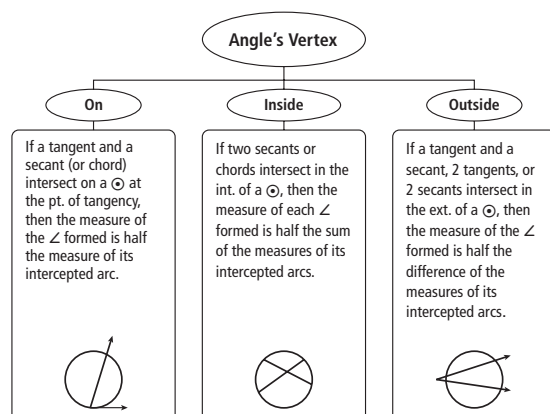 Angle's Vertex
On
If a tangent and a
secant (or chord)
intersect on a ⊙ at
the pt. of tangency,
then the measure of
the ∠ formed is half
the measure of its
intercepted arc.
Inside
If two secants or
chords intersect in the
int. of a ⊙, then the
measure of each ∠
formed is half the sum
of the measures of its
intercepted arcs.
Outside
If a tangent and a
secant, 2 tangents, or
2 secants intersect in
the ext. of a ⊙, then
the measure of the ∠
formed is half the
difference of the
measures of its
intercepted arcs.